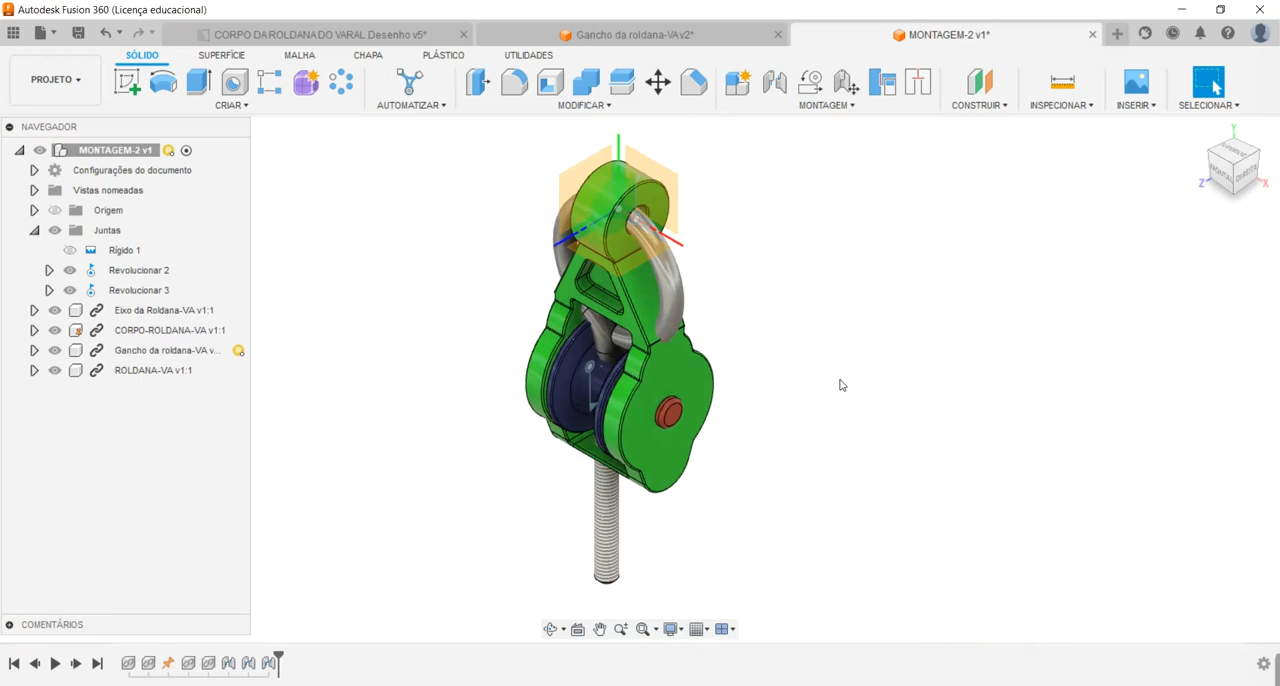 Autodesk Fusion 360 (Licença educacional)
CORPO DA ROLDANA DO VARAL Desenho v5*
Gancho da roldana-VA v2*
MONTAGEM-2 v1*
SÓLIDO SUPERFÍCIE MALHA CHAPA PLÁSTICO UTILIDADES
PROJETO
CRIAR AUTOMATIZAR MODIFICAR MONTAGEM CONSTRUIR INSPECIONAR INSERIR SELECIONAR
NAVEGADOR
MONTAGEM-2 v1
Configurações do documento
Vistas nomeadas
Origem
Juntas
Rígido 1
Revolucionar 2
Revolucionar 3
Eixo da Roldana-VA v1:1
CORPO-ROLDANA-VA v1:1
Gancho da roldana-VA v...
ROLDANA-VA v1:1
Y
FRONTAL DIREITA
Z X
COMENTÁRIOS